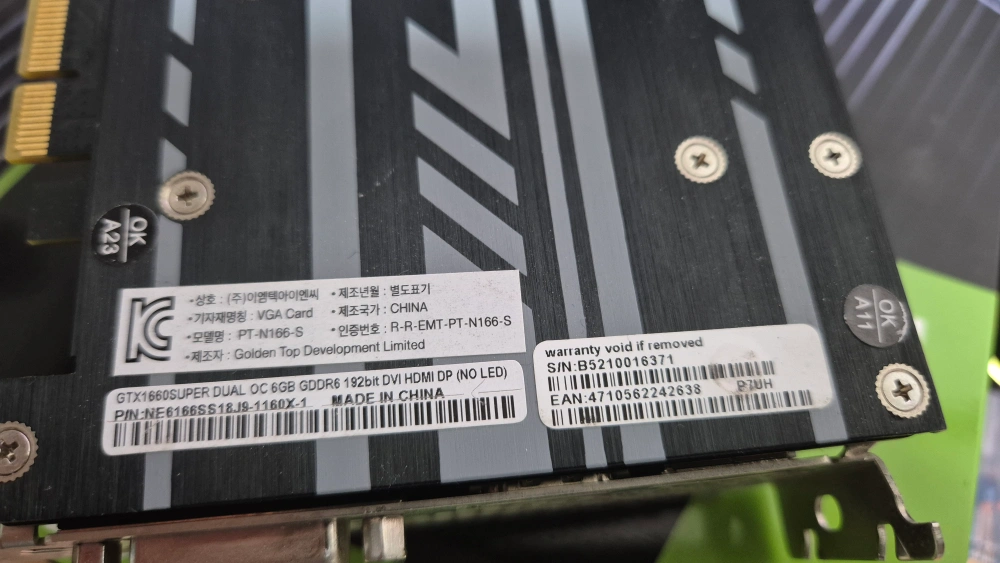 OK
A23
KC
•상호 : (주)이엠텍아이엔씨 •제조년월 : 별도표기
•기자재명칭 : VGA Card •제조국가 : CHINA
•모델명 : PT-N166-S •인증번호 : R-R-EMT-PT-N166-S
•제조자 : Golden Top Development Limited
GTX1660SUPER DUAL OC 6GB GDDR6 192bit DVI HDMI DP (NO LED)
P/N:NE6166SS18J9-1160X-1 MADE IN CHINA
OK
A11
warranty void if removed
S/N:B5210016371
EAN:4710562242638